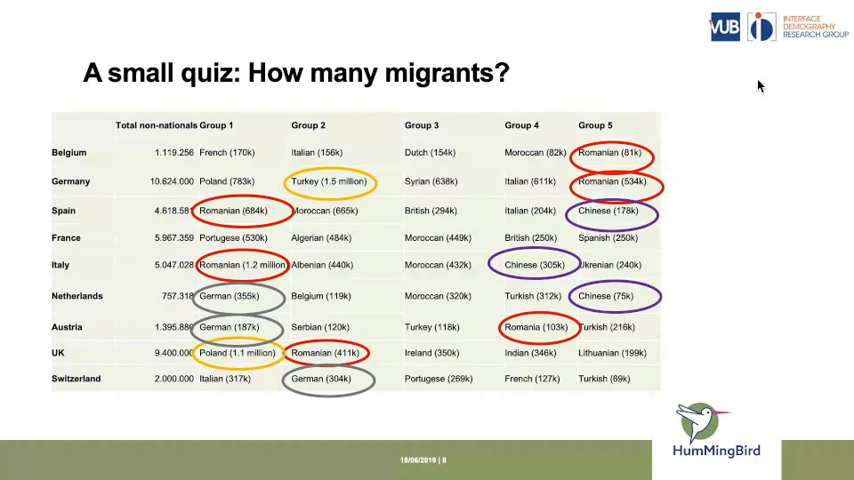 VUB
INTERFACE
DEMOGRAPHY
RESEARCH GROUP
A small quiz: How many migrants?
Total non-nationals Group 1 Group 2 Group 3 Group 4 Group 5
Belgium 1.119.256 French (170k) Italian (156k) Dutch (154k) Moroccan (82k) Romanian (81k)
Germany 10.624.000 Poland (783k) Turkey (1.5 million) Syrian (638k) Italian (611k) Romanian (534k)
Spain 4.618.581 Romanian (684k) Moroccan (665k) British (294k) Italian (204k) Chinese (178k)
France 5.967.359 Portugese (530k) Algerian (484k) Moroccan (449k) British (250k) Spanish (250k)
Italy 5.047.028 Romanian (1.2 million) Albenian (440k) Moroccan (432k) Chinese (305k) Ukrenian (240k)
Netherlands 757.318 German (355k) Belgium (119k) Moroccan (320k) Turkish (312k) Chinese (75k)
Austria 1.395.880 German (187k) Serbian (120k) Turkey (118k) Romania (103k) Turkish (216k)
UK 9.400.000 Poland (1.1 million) Romanian (411k) Ireland (350k) Indian (346k) Lithuanian (199k)
Switzerland 2.000.000 Italian (317k) German (304k) Portugese (269k) French (127k) Turkish (69k)
HumMingBird
18/06/2019 | 8